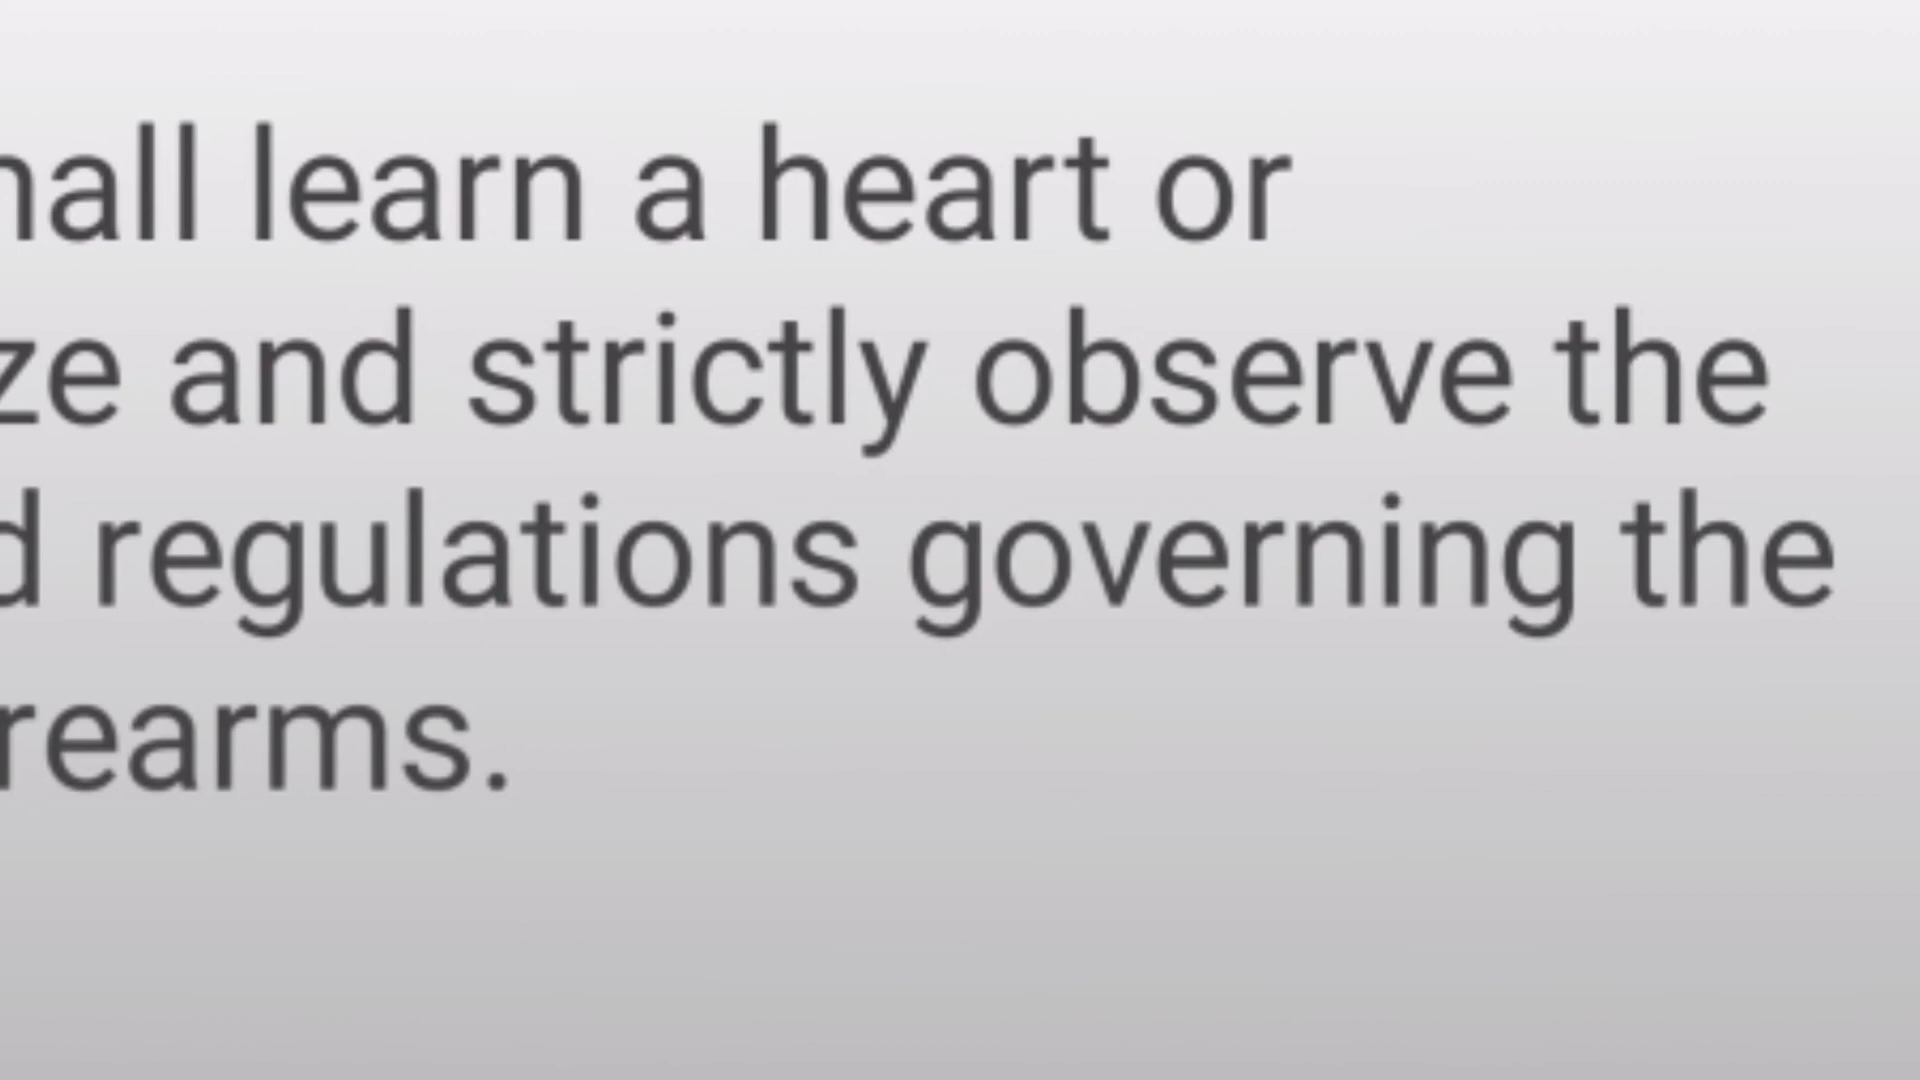 hall learn a heart or
ze and strictly observe the
d regulations governing the
rearms.